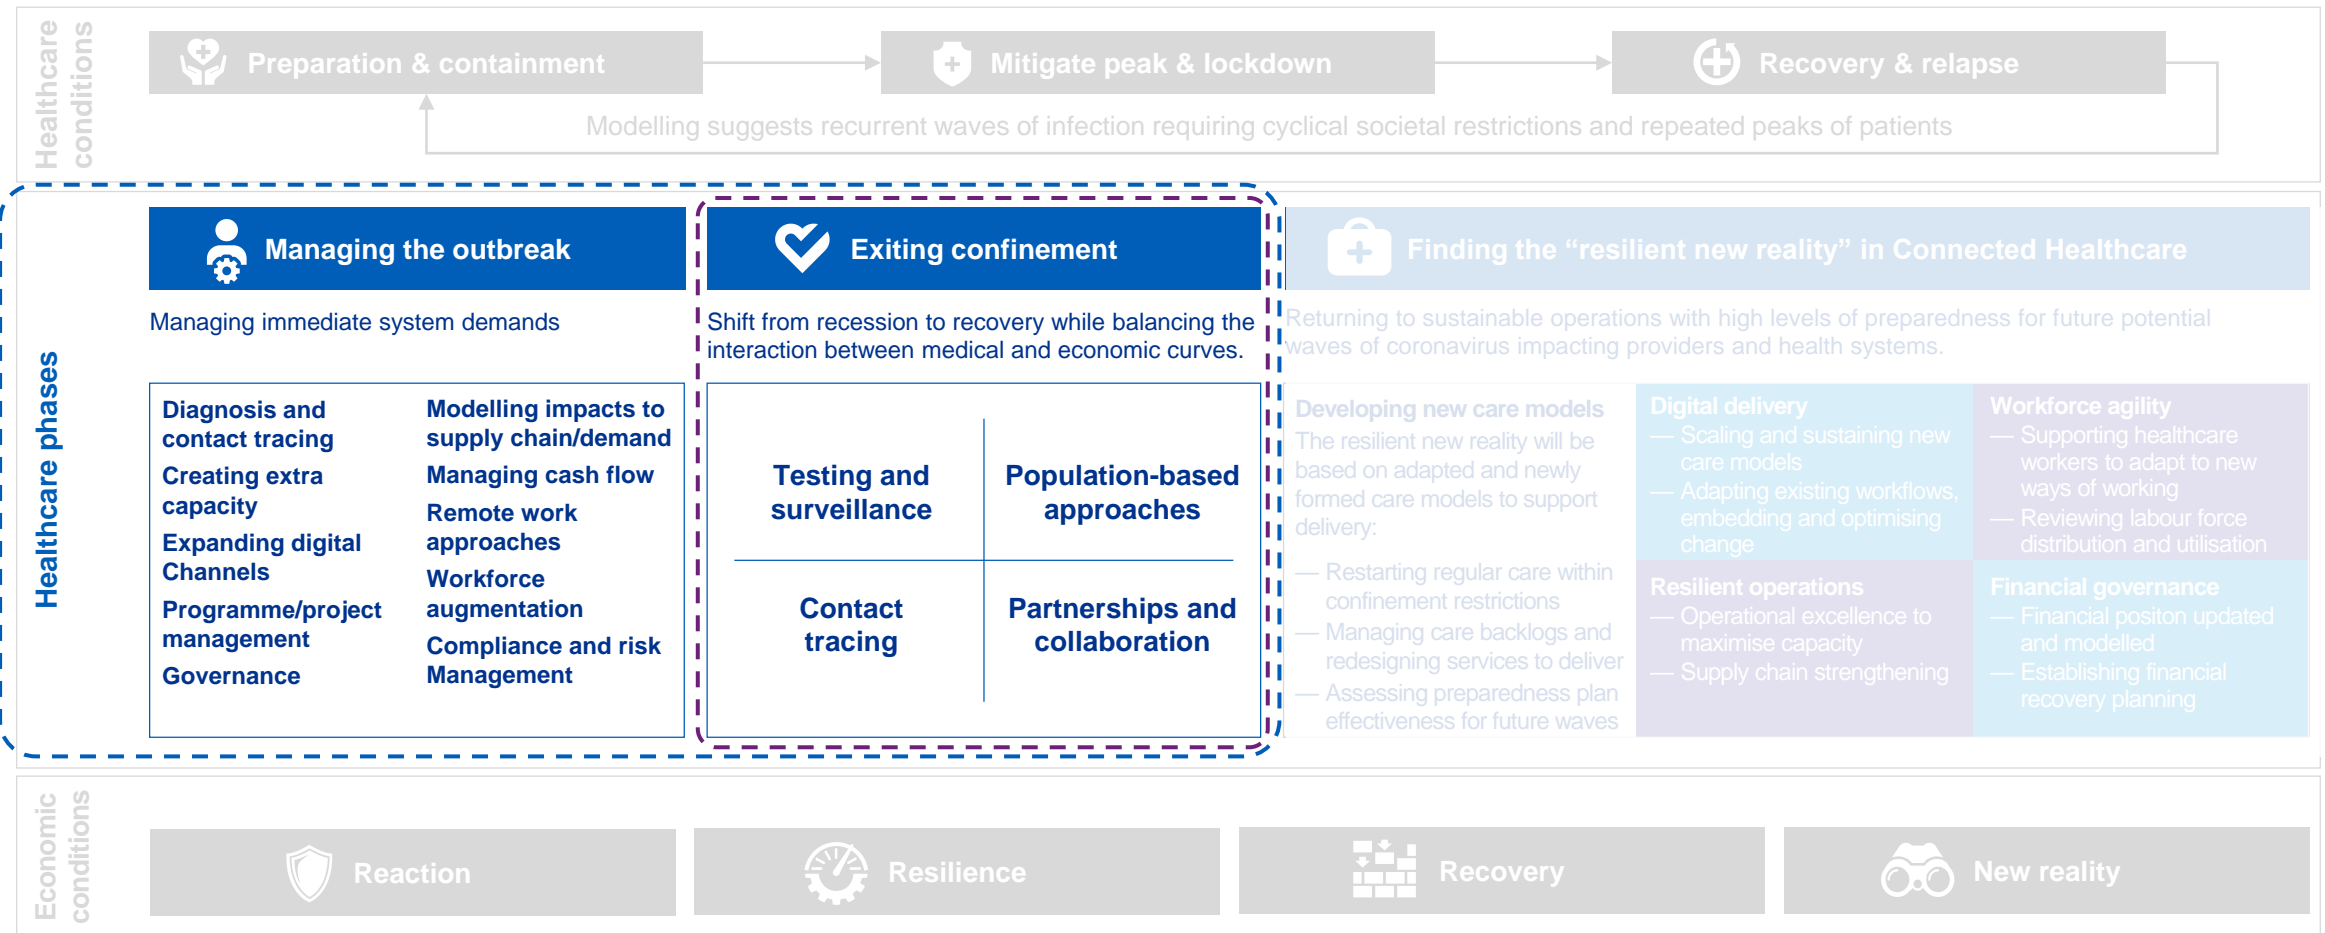 Healthcare
conditions
Preparation & containment
Mitigate peak & lockdown
Recovery & relapse
Modelling suggests recurrent waves of infection requiring cyclical societal restrictions and repeated peaks of patients
Healthcare phases
Managing the outbreak
Managing immediate system demands
Diagnosis and
contact tracing
Creating extra
capacity
Expanding digital
Channels
Programme/project
management
Governance
Modelling impacts to
supply chain/demand
Managing cash flow
Remote work
approaches
Workforce
augmentation
Compliance and risk
Management
Exiting confinement
Shift from recession to recovery while balancing the
interaction between medical and economic curves.
Testing and
surveillance
Population-based
approaches
Contact
tracing
Partnerships and
collaboration
Finding the “resilient new reality” in Connected Healthcare
Returning to sustainable operations with high levels of preparedness for future potential
waves of coronavirus impacting providers and health systems.
Developing new care models
The resilient new reality will be
based on adapted and newly
formed care models to support
delivery:
— Restarting regular care within
confinement restrictions
— Managing care backlogs and
redesigning services to deliver
— Assessing preparedness plan
effectiveness for future waves
Digital delivery
— Scaling and sustaining new
care models
— Adapting existing workflows,
embedding and optimising
change
Workforce agility
— Supporting healthcare
workers to adapt to new
ways of working
— Reviewing labour force
distribution and utilisation
Resilient operations
— Operational excellence to
maximise capacity
— Supply chain strengthening
Financial governance
— Financial positon updated
and modelled
— Establishing financial
recovery planning
Economic
conditions
Reaction
Resilience
Recovery
New reality